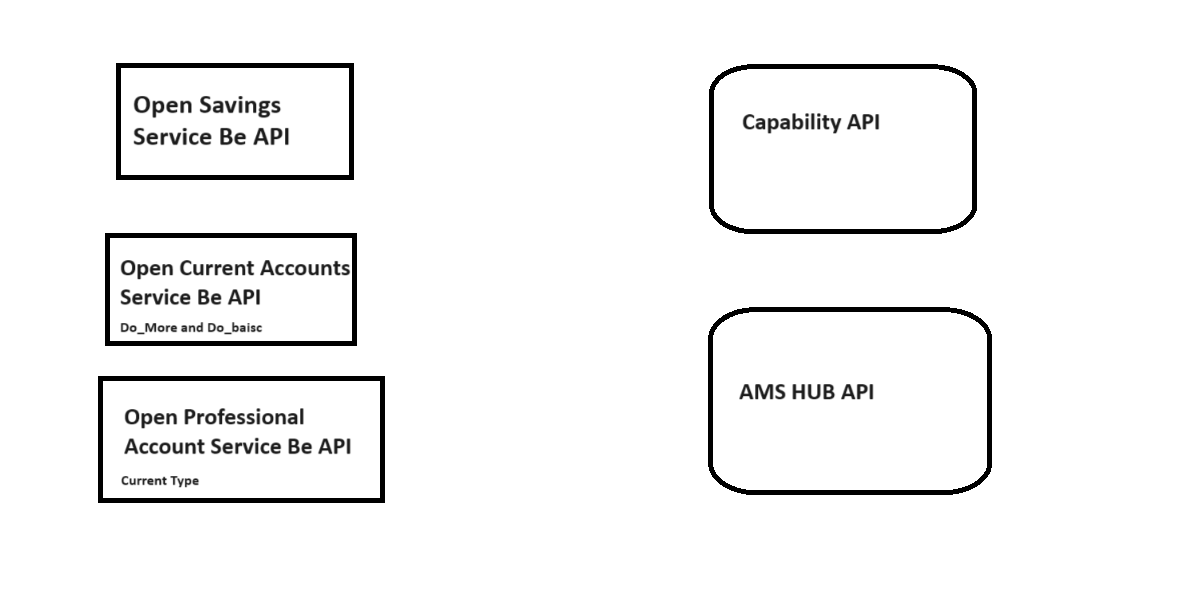 Open Savings
Service Be API
Open Current Accounts
Service Be API
Do_More and Do_baisc
Open Professional
Account Service Be API
Current Type
Capability API
AMS HUB API